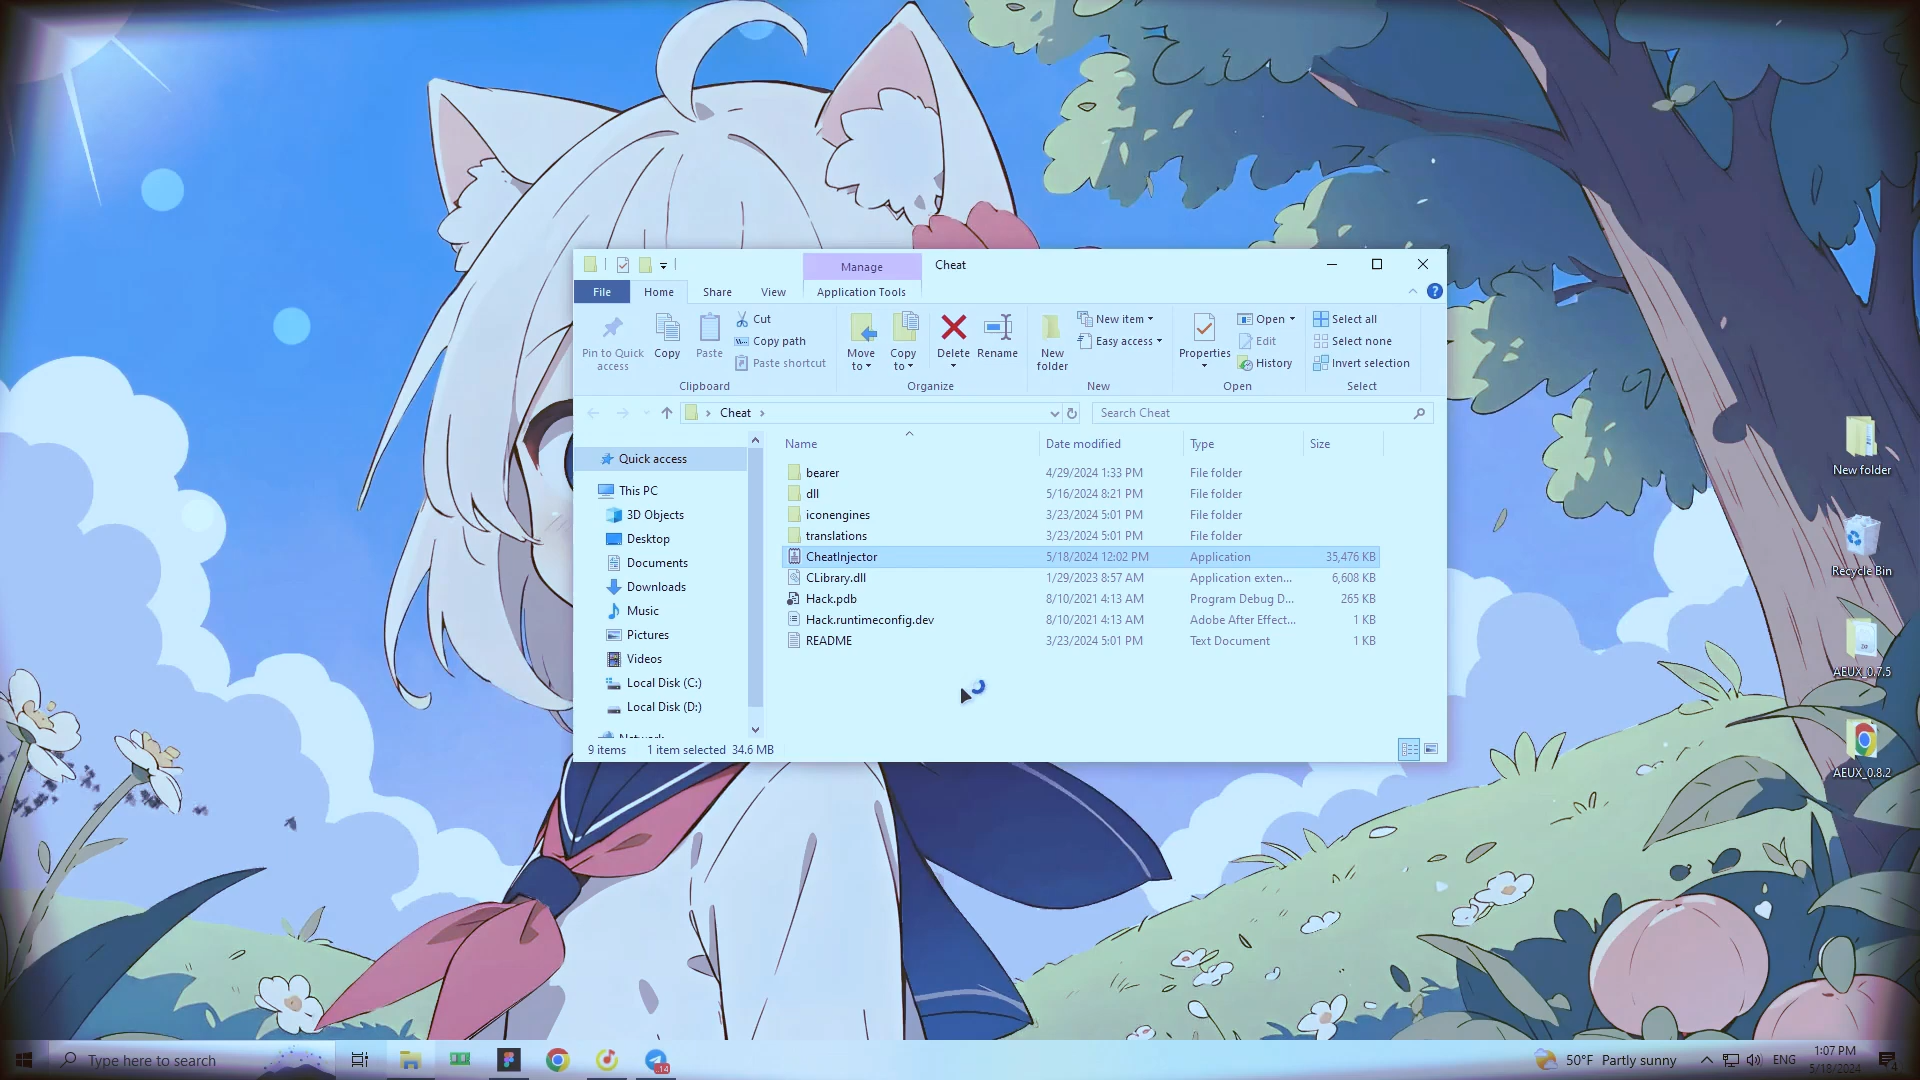 Manage
Cheat
File
Home
Share
View
Application Tools
Pin to Quick access
Copy
Paste
Cut
Copy path
Paste shortcut
Clipboard
Move to
Copy to
Delete
Rename
Organize
New folder
New item
Easy access
New
Properties
Open
Edit
History
Open
Select all
Select none
Invert selection
Select
Cheat
Search Cheat
Quick access
This PC
3D Objects
Desktop
Documents
Downloads
Music
Pictures
Videos
Local Disk (C:)
Local Disk (D:)
Name Date modified Type Size
bearer 4/29/2024 1:33 PM File folder
dll 5/16/2024 8:21 PM File folder
iconengines 3/23/2024 5:01 PM File folder
translations 3/23/2024 5:01 PM File folder
CheatInjector 5/18/2024 12:02 PM Application 35,476 KB
CLibrary.dll 1/29/2023 8:57 AM Application exten... 6,608 KB
Hack.pdb 8/10/2021 4:13 AM Program Debug D... 265 KB
Hack.runtimeconfig.dev 8/10/2021 4:13 AM Adobe After Effect... 1 KB
README 3/23/2024 5:01 PM Text Document 1 KB
9 items 1 item selected 34.6 MB
New folder
Recycle Bin
AEUX_0.7.5
AEUX_0.8.2
Type here to search
14
50°F Partly sunny
ENG
1:07 PM
5/18/2024
4